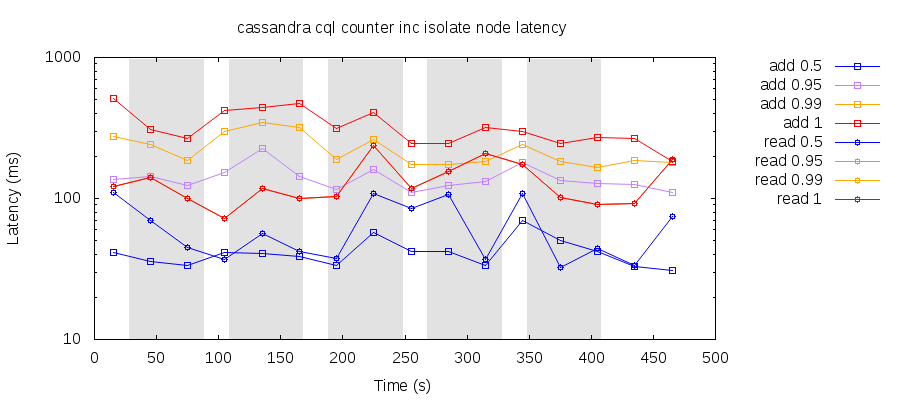 cassandra cql counter inc isolate node latency
1000
100
10
Latency (ms)
0 50 100 150 200 250 300 350 400 450 500
Time (s)
add 0.5
add 0.95
add 0.99
add 1
read 0.5
read 0.95
read 0.99
read 1